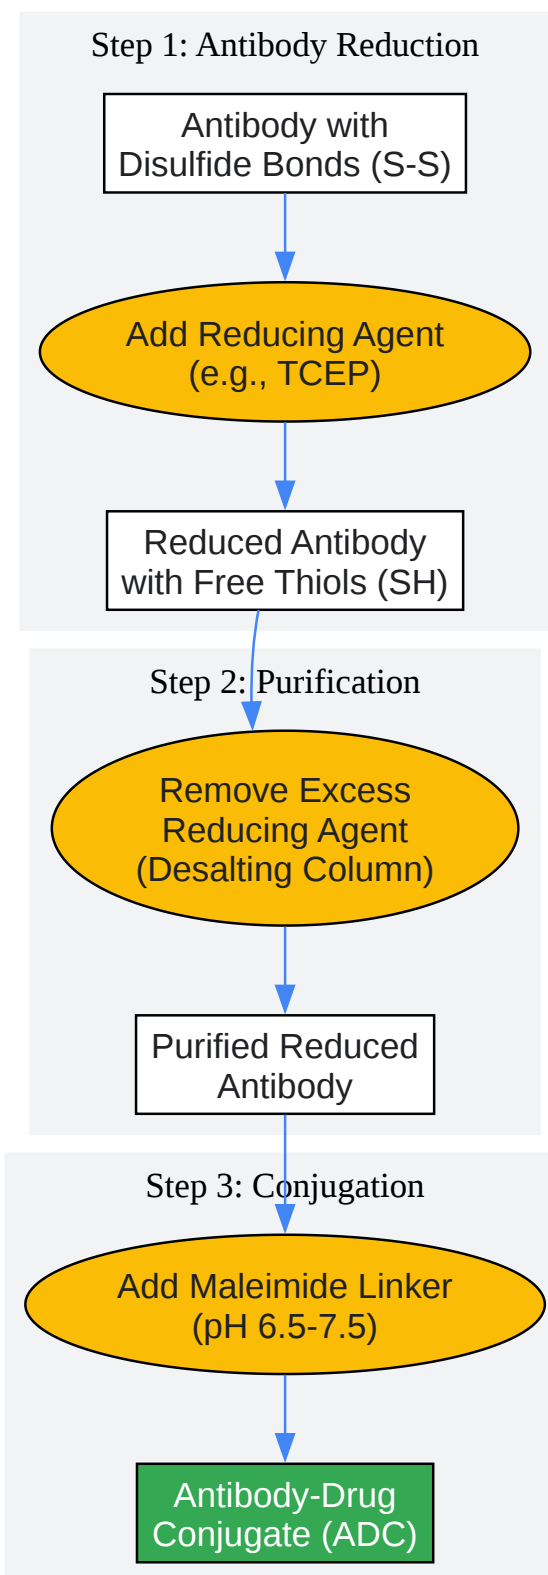 Step 1: Antibody Reduction
Antibody with
Disulfide Bonds (S-S)
Add Reducing Agent
(e.g., TCEP)
Reduced Antibody
with Free Thiols (SH)
Step 2: Purification
Remove Excess
Reducing Agent
(Desalting Column)
Purified Reduced
Antibody
Step 3: Conjugation
Add Maleimide Linker
(pH 6.5-7.5)
Antibody-Drug
Conjugate (ADC)